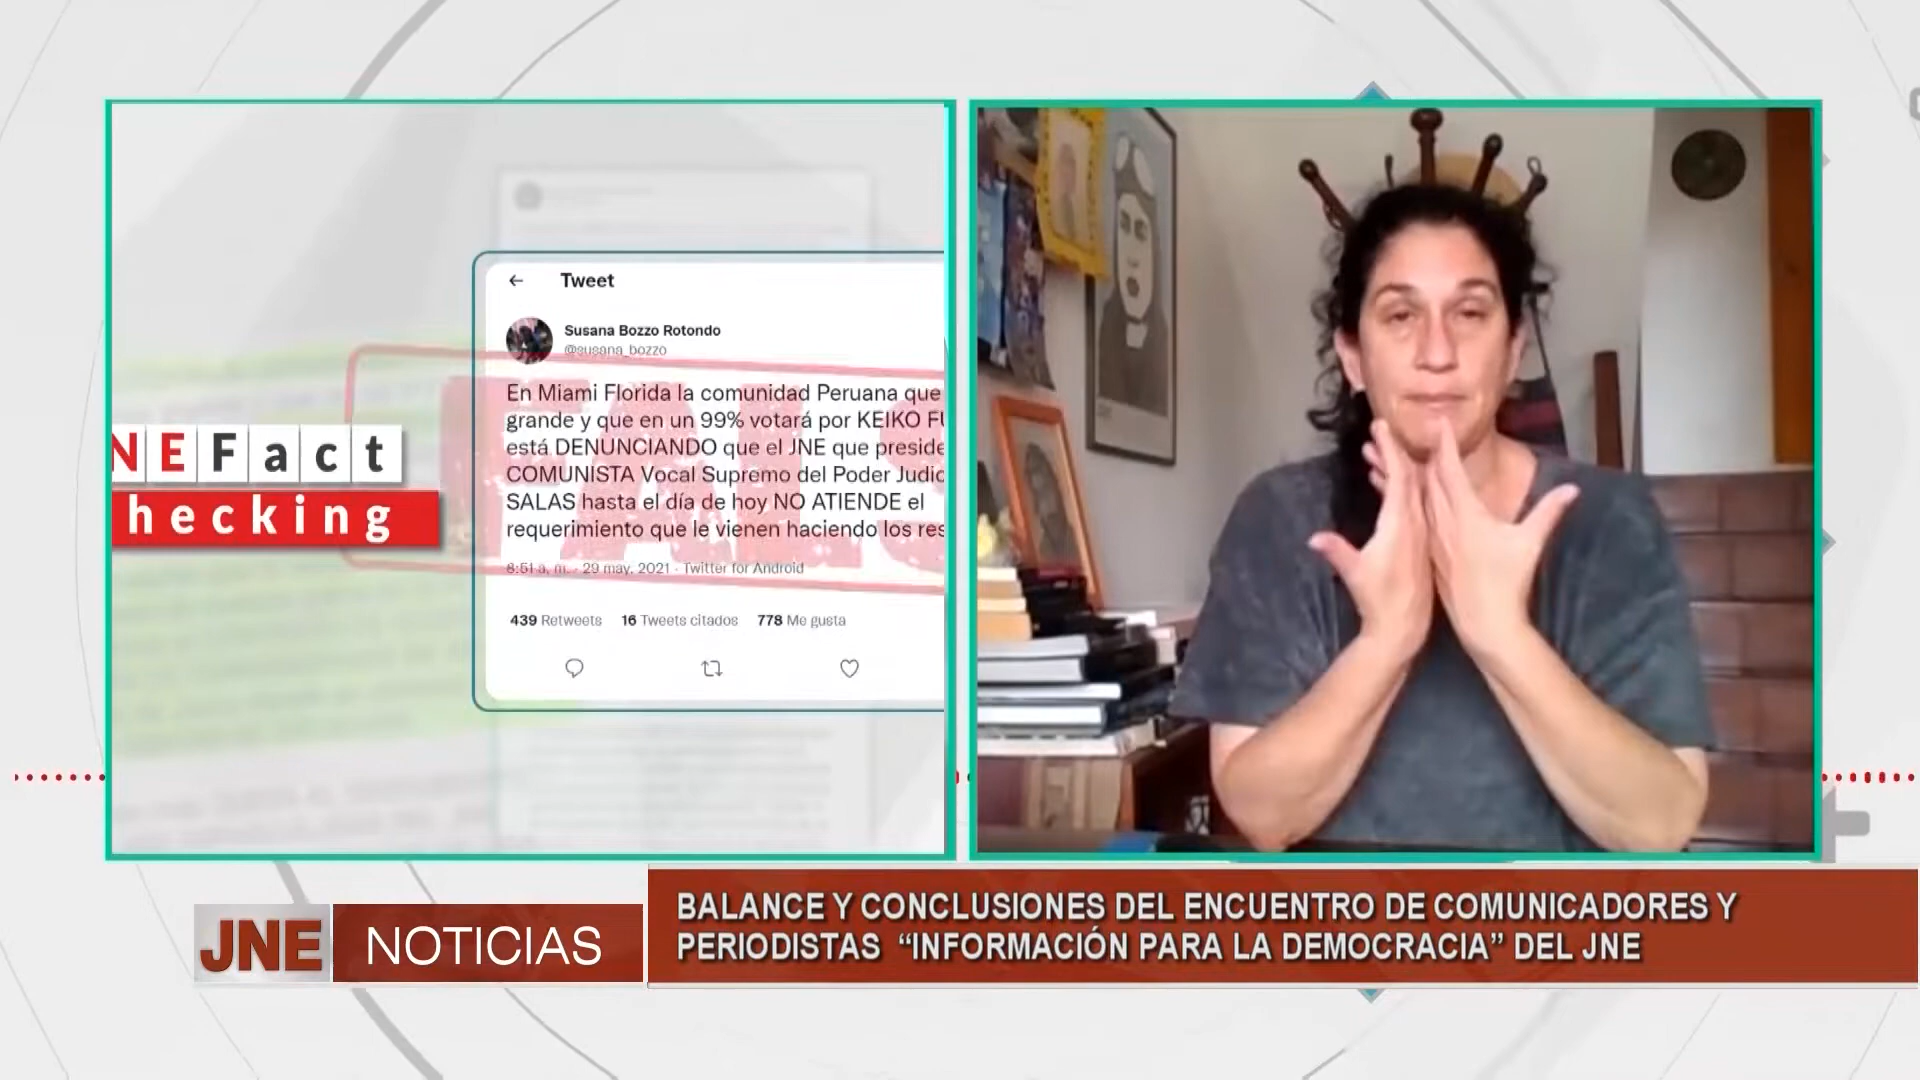 NEFact
hecking
Tweet
Susana Bozzo Rotondo
@susana_bozzo
En Miami Florida la comunidad Peruana que
grande y que en un 99% votará por KEIKO FU
está DENUNCIANDO que el JNE que preside
COMUNISTA Vocal Supremo del Poder Judic
SALAS hasta el día de hoy NO ATIENDE el
requerimiento que le vienen haciendo los res
8:51 a. m. · 29 may. 2021 · Twitter for Android
439 Retweets 16 Tweets citados 778 Me gusta
FALS
JNE NOTICIAS
BALANCE Y CONCLUSIONES DEL ENCUENTRO DE COMUNICADORES Y
PERIODISTAS “INFORMACIÓN PARA LA DEMOCRACIA” DEL JNE